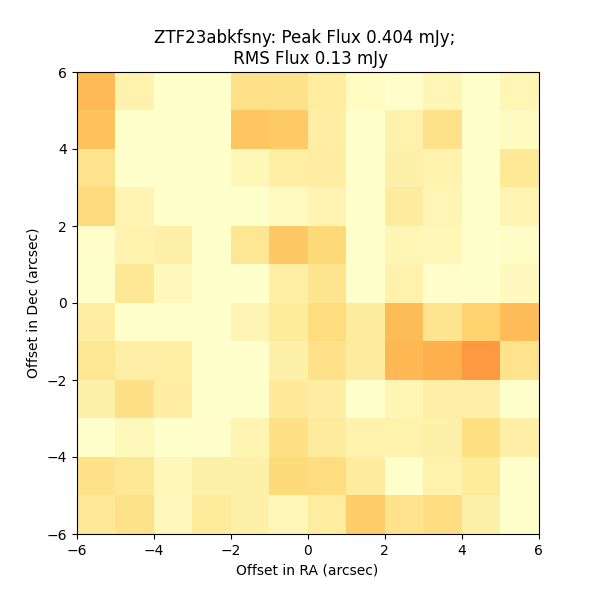 ZTF23abkfsny: Peak Flux 0.404 mJy;
RMS Flux 0.13 mJy
6
4
2
0
−2
−4
−6
Offset in Dec (arcsec)
−6 −4 −2 0 2 4 6
Offset in RA (arcsec)